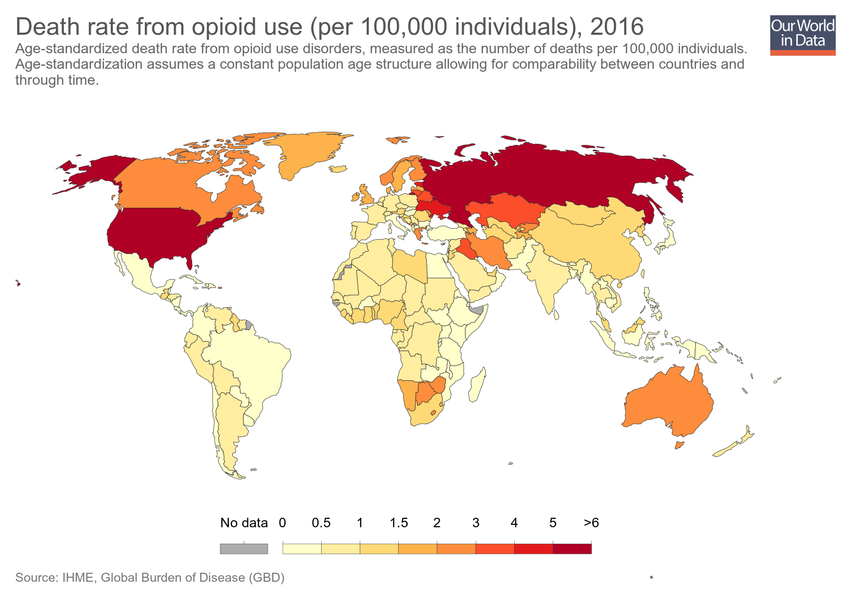 Death rate from opioid use (per 100,000 individuals), 2016
Our World
in Data
Age-standardized death rate from opioid use disorders, measured as the number of deaths per 100,000 individuals.
Age-standardization assumes a constant population age structure allowing for comparability between countries and
through time.
No data 0 0.5 1 1.5 2 3 4 5 >6
Source: IHME, Global Burden of Disease (GBD)